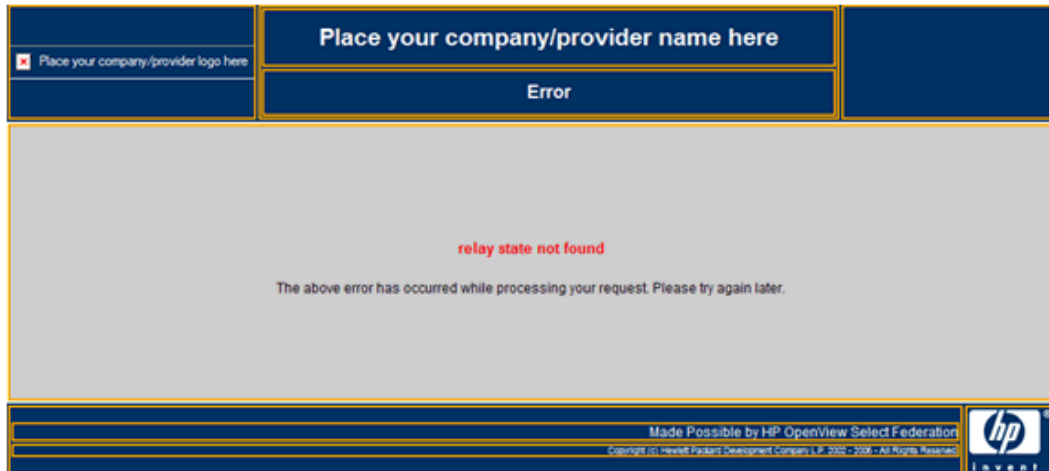 Place your company/provider name here
Place your company/provider logo here
Error
relay state not found
The above error has occurred while processing your request. Please try again later.
Made Possible by HP OpenView Select Federation
Copyright (c) Hewlett Packard Development Company L.P. 2002 - 2006 - All Rights Reserved
hp
®
invent